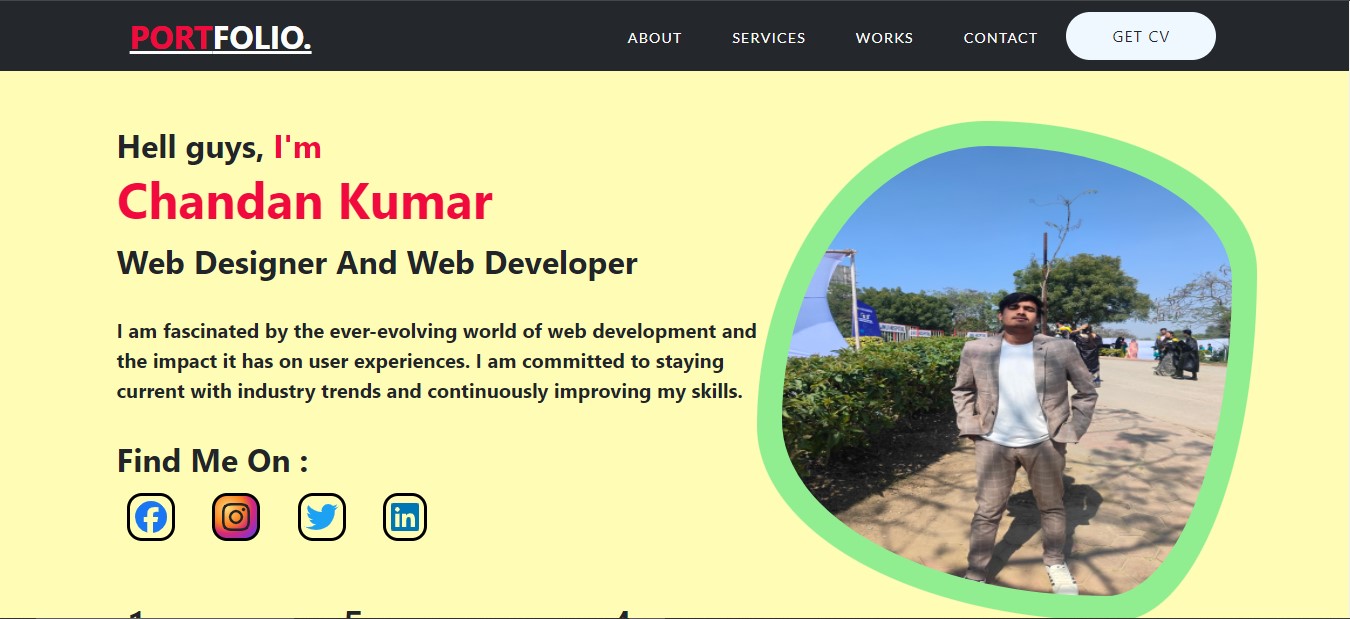 PORTFOLIO.
ABOUT
SERVICES
WORKS
CONTACT
GET CV
Hell guys, I'm
Chandan Kumar
Web Designer And Web Developer
I am fascinated by the ever-evolving world of web development and
the impact it has on user experiences. I am committed to staying
current with industry trends and continuously improving my skills.
Find Me On :
in